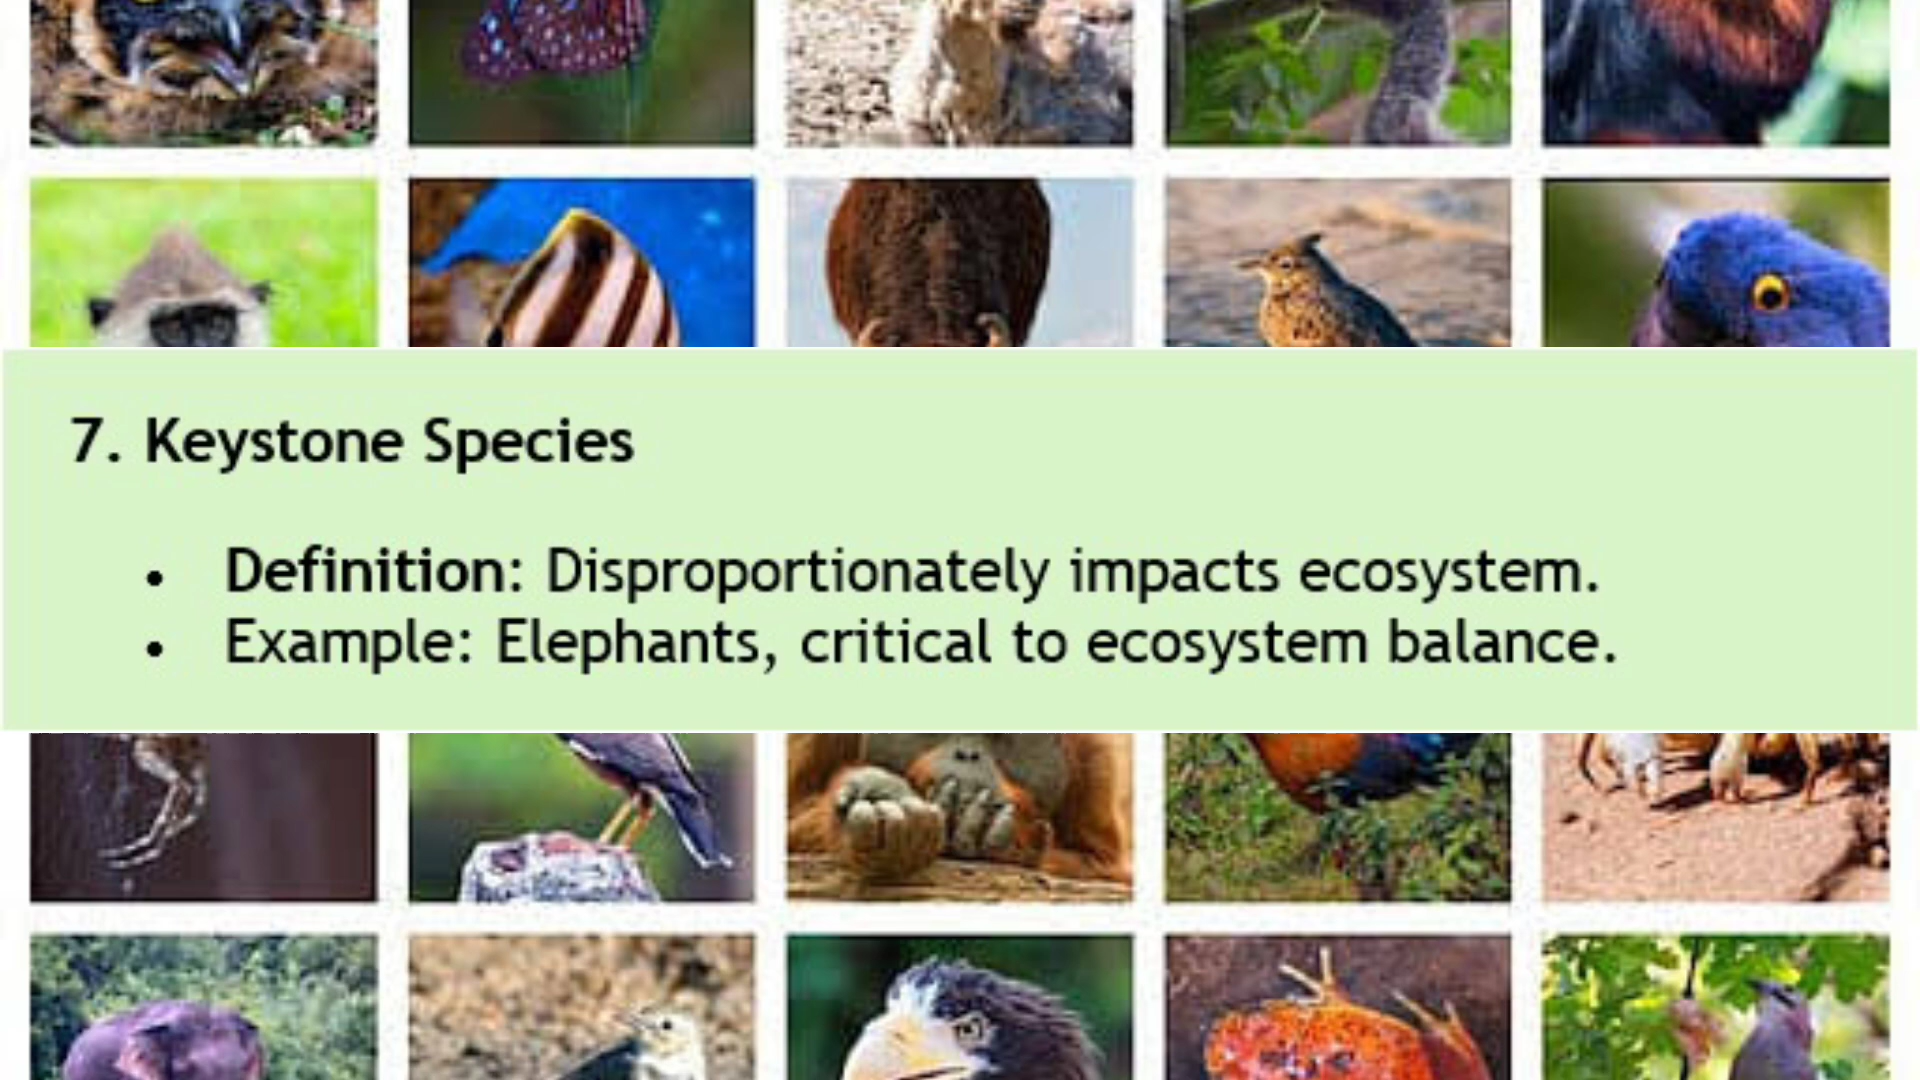 7. Keystone Species
• Definition: Disproportionately impacts ecosystem.
• Example: Elephants, critical to ecosystem balance.